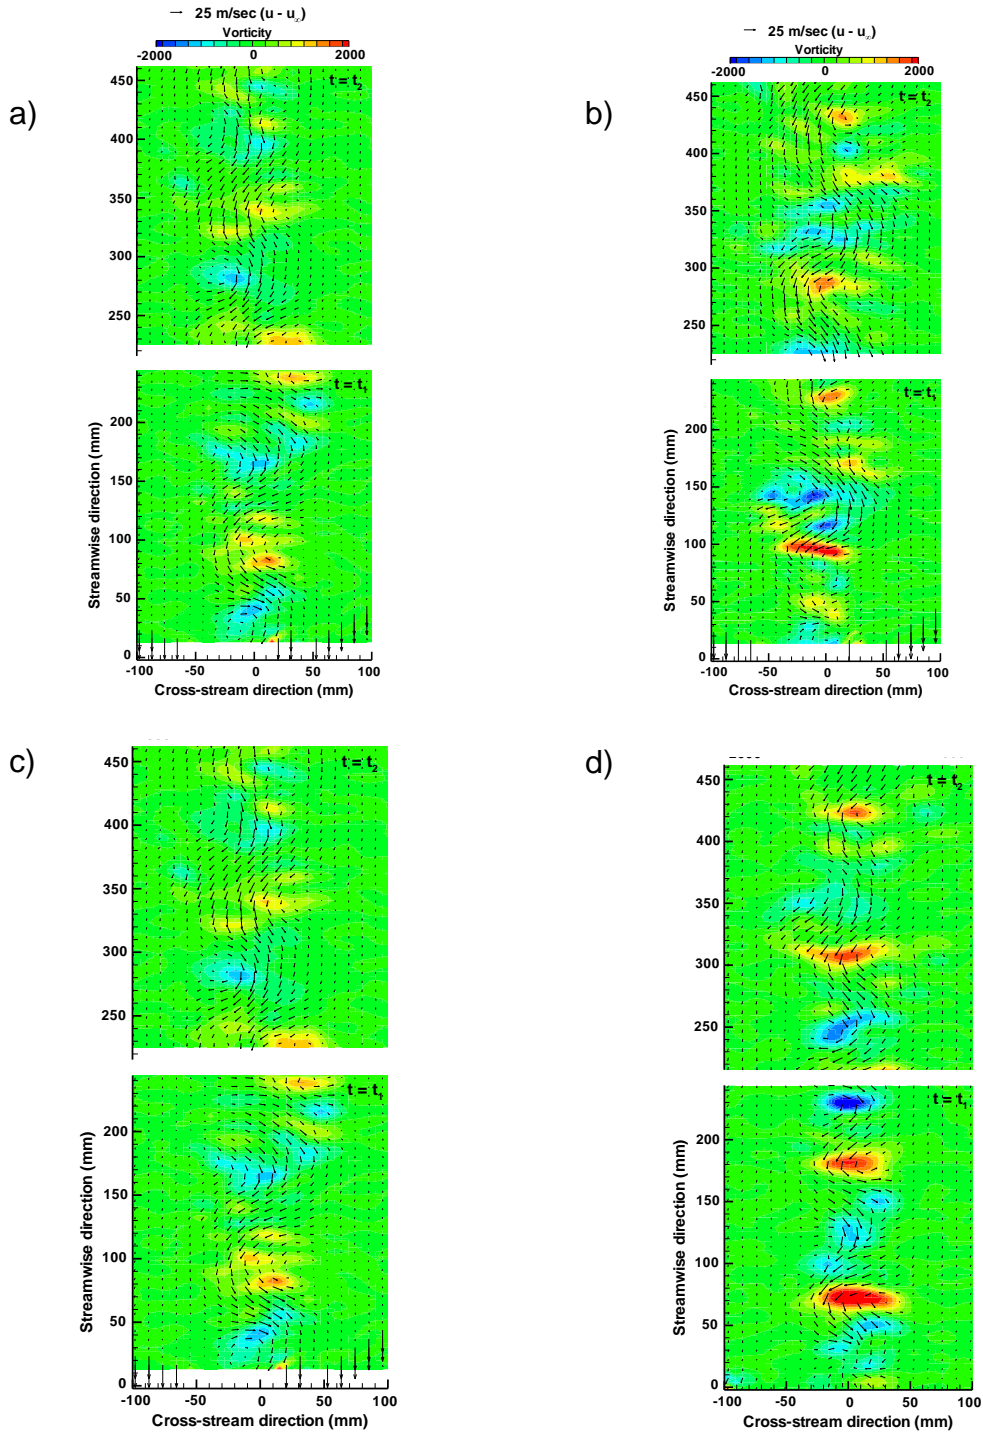 25 m/sec (u - u∞)
Vorticity
-2000 0 2000
a)
t = t2
450
400
350
300
250
t = t1
200
150
100
50
0
Streamwise direction (mm)
-100 -50 0 50 100
Cross-stream direction (mm)
25 m/sec (u - u∞)
Vorticity
-2000 0 2000
b)
t = t2
450
400
350
300
250
t = t1
200
150
100
50
0
Streamwise direction (mm)
-100 -50 0 50 100
Cross-stream direction (mm)
c)
t = t2
450
400
350
300
250
t = t1
200
150
100
50
0
Streamwise direction (mm)
-100 -50 0 50 100
Cross-stream direction (mm)
d)
t = t2
450
400
350
300
250
t = t1
200
150
100
50
0
Streamwise direction (mm)
-100 -50 0 50 100
Cross-stream direction (mm)